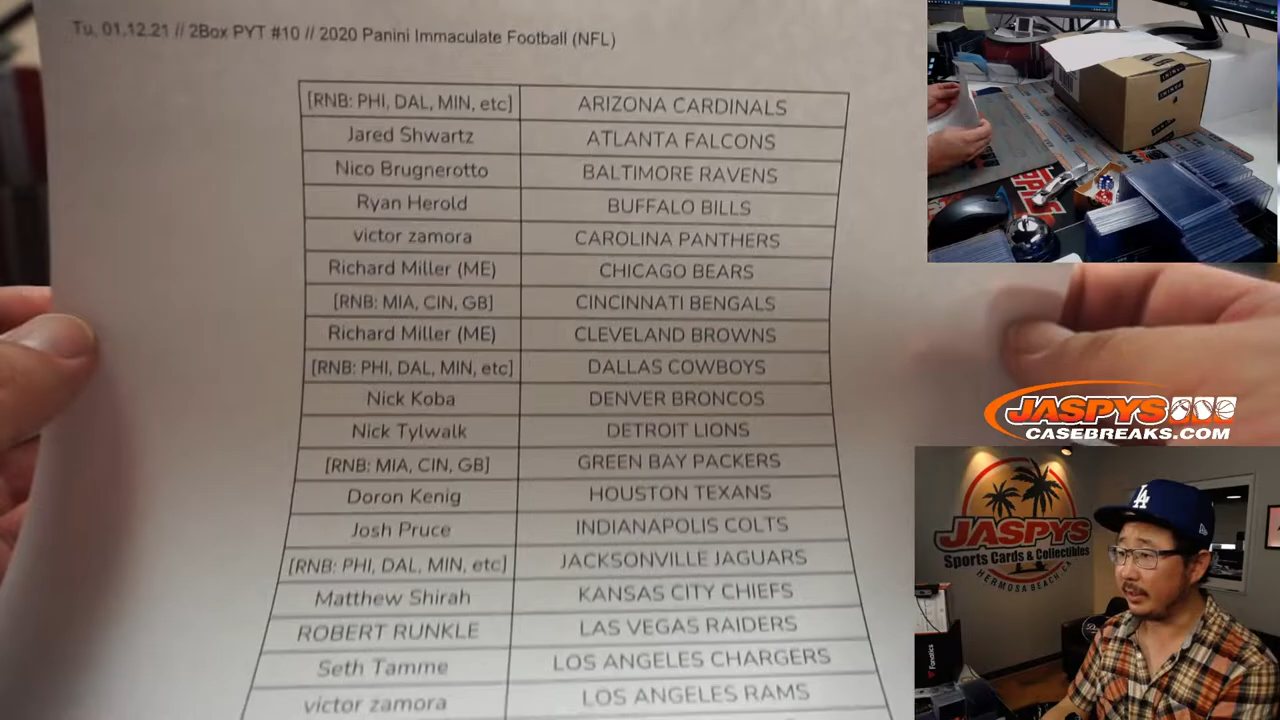 Tu. 01.12.21 // 2Box PYT #10 // 2020 Panini Immaculate Football (NFL)
[RNB: PHI, DAL, MIN, etc] ARIZONA CARDINALS
Jared Shwartz ATLANTA FALCONS
Nico Brugnerotto BALTIMORE RAVENS
Ryan Herold BUFFALO BILLS
victor zamora CAROLINA PANTHERS
Richard Miller (ME) CHICAGO BEARS
[RNB: MIA, CIN, GB] CINCINNATI BENGALS
Richard Miller (ME) CLEVELAND BROWNS
[RNB: PHI, DAL, MIN, etc] DALLAS COWBOYS
Nick Koba DENVER BRONCOS
Nick Tylwalk DETROIT LIONS
[RNB: MIA, CIN, GB] GREEN BAY PACKERS
Doron Kenig HOUSTON TEXANS
Josh Pruce INDIANAPOLIS COLTS
[RNB: PHI, DAL, MIN, etc] JACKSONVILLE JAGUARS
Matthew Shirah KANSAS CITY CHIEFS
ROBERT RUNKLE LAS VEGAS RAIDERS
Seth Tamme LOS ANGELES CHARGERS
victor zamora LOS ANGELES RAMS
JASPYS
CASEBREAKS.COM
JASPYS
Sports Cards & Collectibles
HERMOSA BEACH, CA
LA
Fanatics